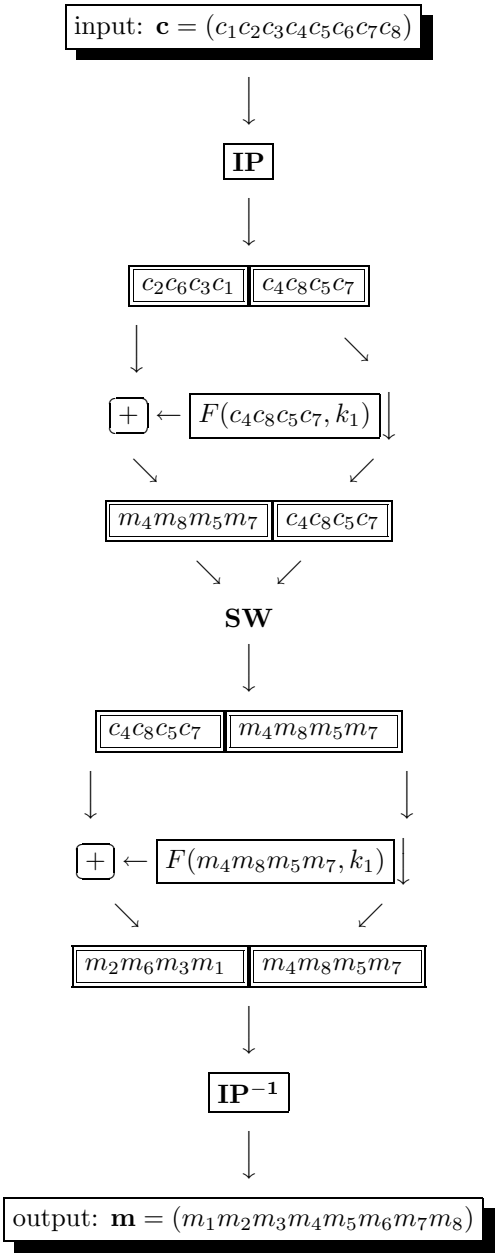 input: c = (c₁c₂c₃c₄c₅c₆c₇c₈)
IP
c₂c₆c₃c₁ c₄c₈c₅c₇
+ ← F(c₄c₈c₅c₇, k₁)
m₄m₈m₅m₇ c₄c₈c₅c₇
SW
c₄c₈c₅c₇ m₄m₈m₅m₇
+ ← F(m₄m₈m₅m₇, k₁)
m₂m₆m₃m₁ m₄m₈m₅m₇
IP⁻¹
output: m = (m₁m₂m₃m₄m₅m₆m₇m₈)